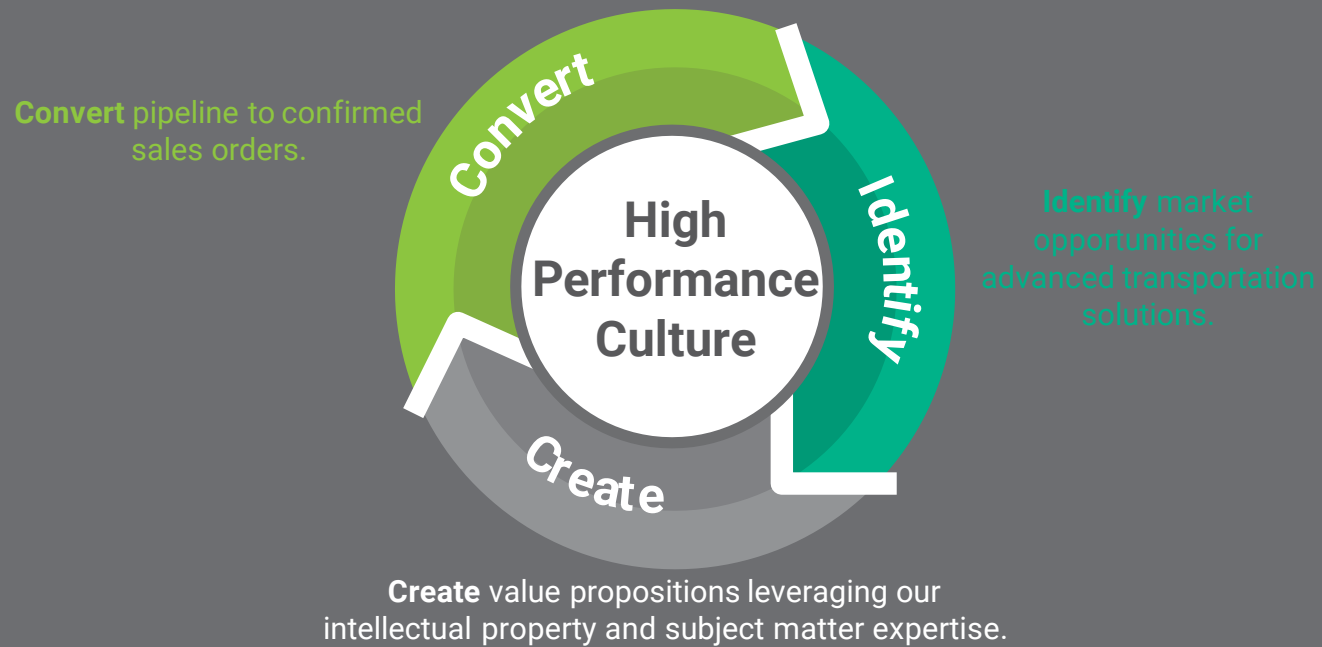 Convert
Convert pipeline to confirmed
sales orders.
High
Performance
Culture
Identify
Identify market
opportunities for
advanced transportation
solutions.
Create
Create value propositions leveraging our
intellectual property and subject matter expertise.